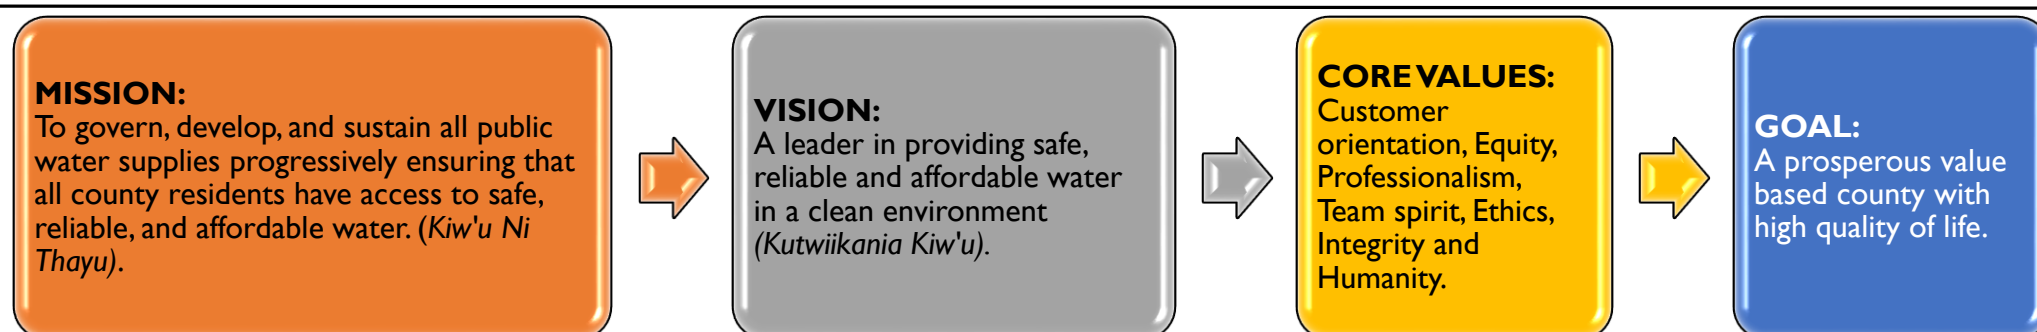 MISSION:
To govern, develop, and sustain all public
water supplies progressively ensuring that
all county residents have access to safe,
reliable, and affordable water. (Kiw'u Ni
Thayu).
VISION:
A leader in providing safe,
reliable and affordable water
in a clean environment
(Kutwiikania Kiw'u).
CORE VALUES:
Customer
orientation, Equity,
Professionalism,
Team spirit, Ethics,
Integrity and
Humanity.
GOAL:
A prosperous value
based county with
high quality of life.